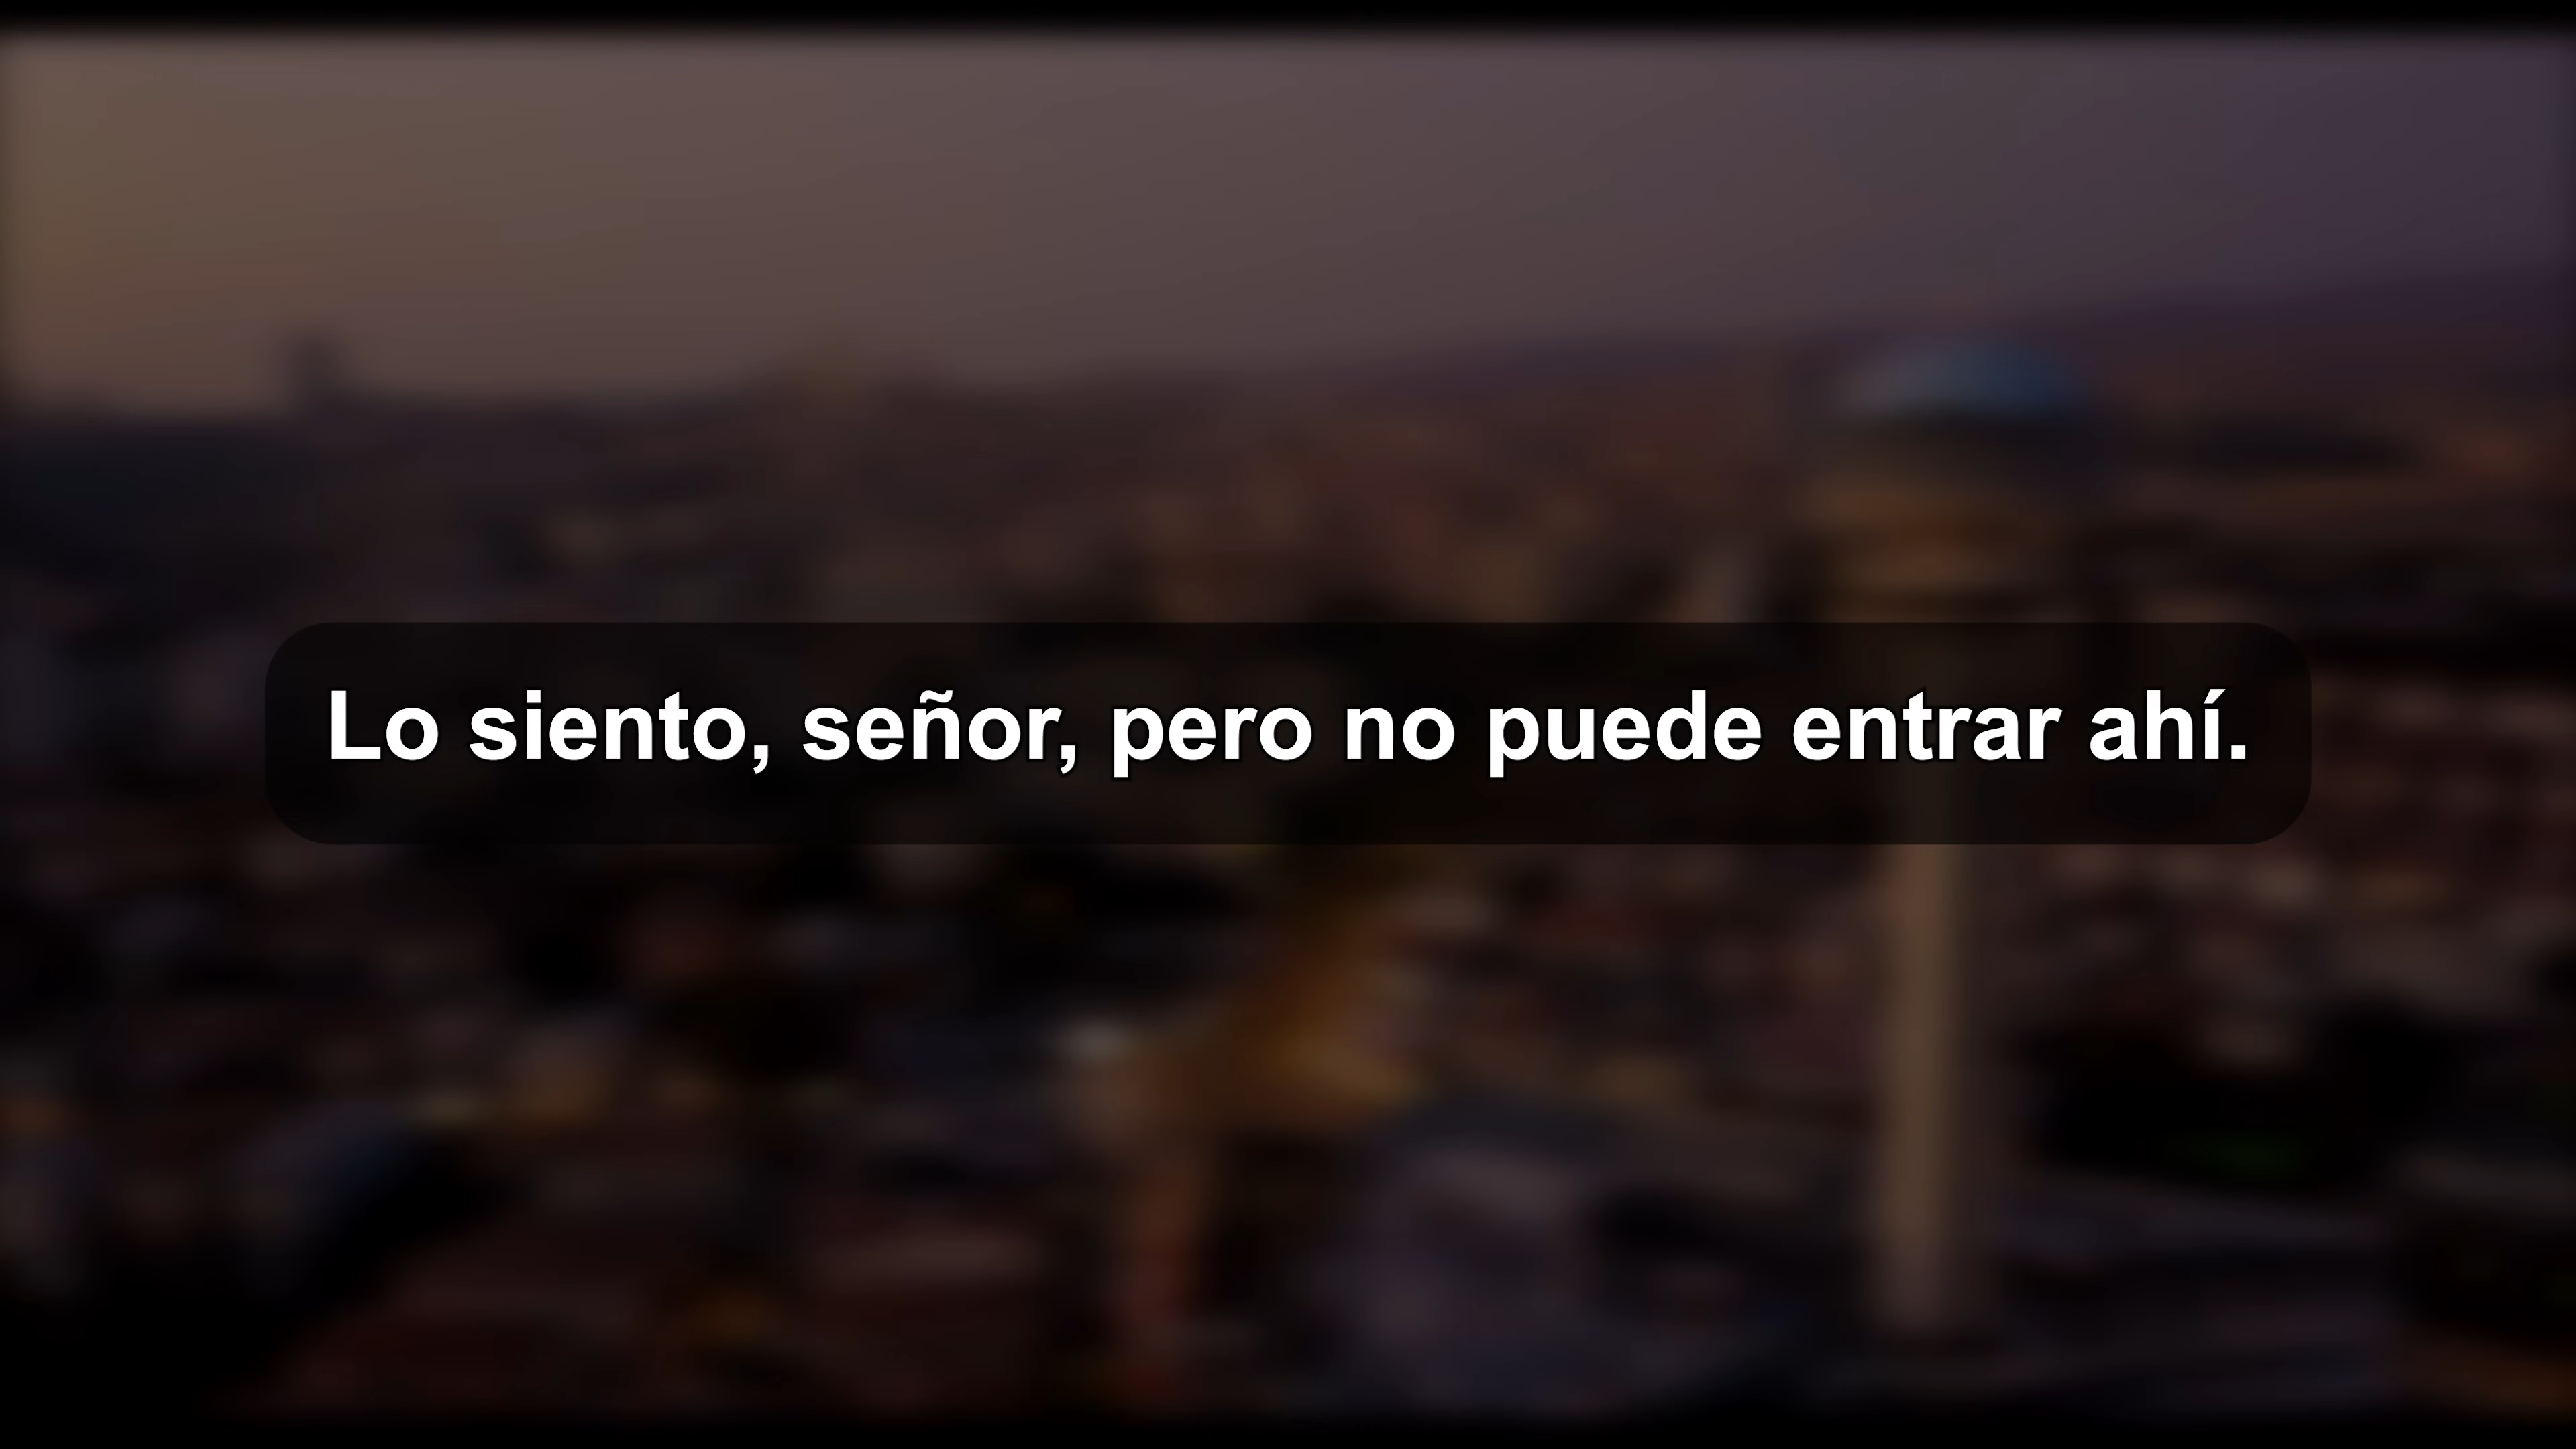 Lo siento, señor, pero no puede entrar ahí.